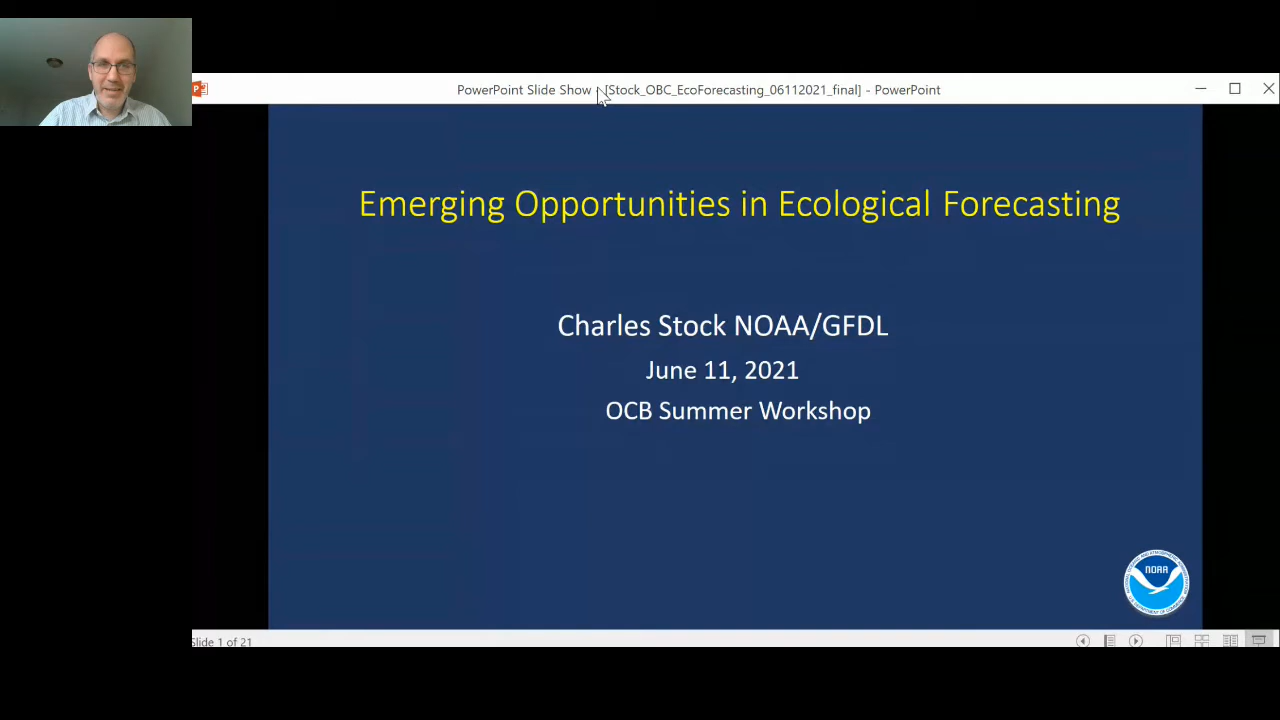 PowerPoint Slide Show - [Stock_OBC_EcoForecasting_06112021_final] - PowerPoint
Emerging Opportunities in Ecological Forecasting
Charles Stock NOAA/GFDL
June 11, 2021
OCB Summer Workshop
NOAA
Slide 1 of 21